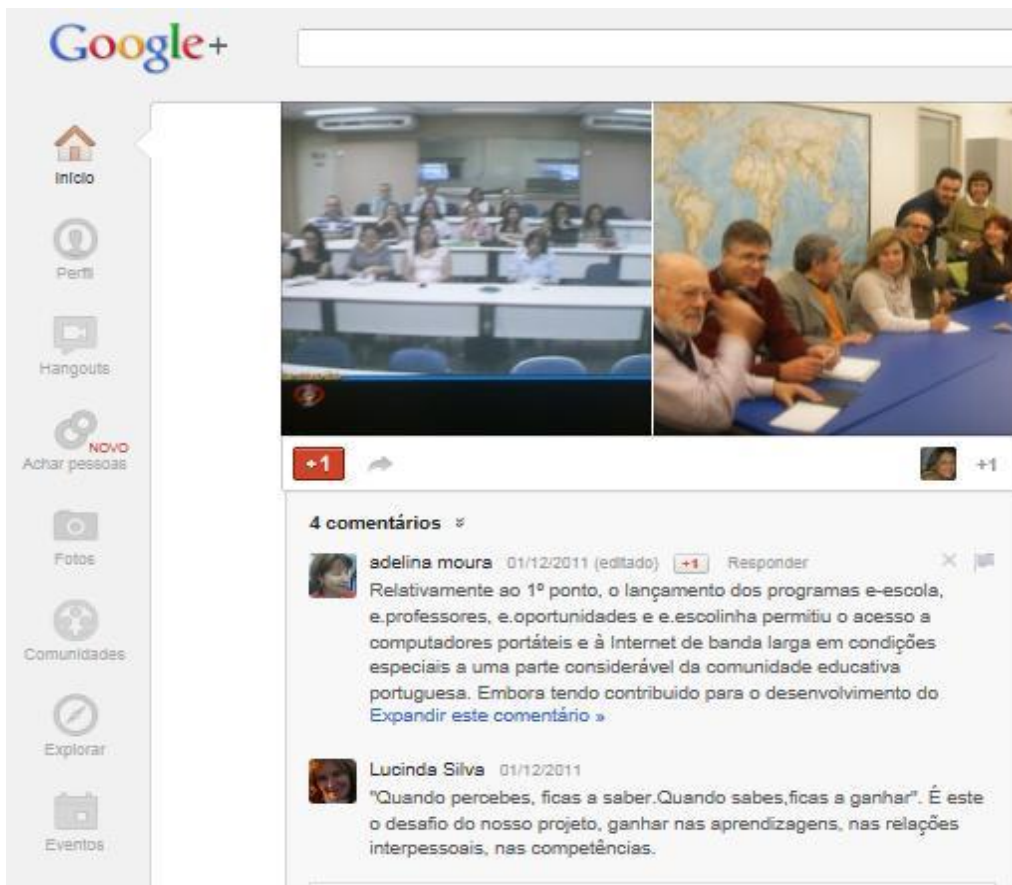 Google+
Início
Perfil
Hangouts
NOVO
Achar pessoas
Fotos
Comunidades
Explorar
Eventos
+1
+1
4 comentários
adelina moura 01/12/2011 (editado) +1 Responder
Relativamente ao 1º ponto, o lançamento dos programas e-escola,
e.professores, e.oportunidades e e.escolinha permitiu o acesso a
computadores portáteis e à Internet de banda larga em condições
especiais a uma parte considerável da comunidade educativa
portuguesa. Embora tendo contribuido para o desenvolvimento do
Expandir este comentário »
Lucinda Silva 01/12/2011
"Quando percebes, ficas a saber.Quando sabes,ficas a ganhar". É este
o desafio do nosso projeto, ganhar nas aprendizagens, nas relações
interpessoais, nas competências.